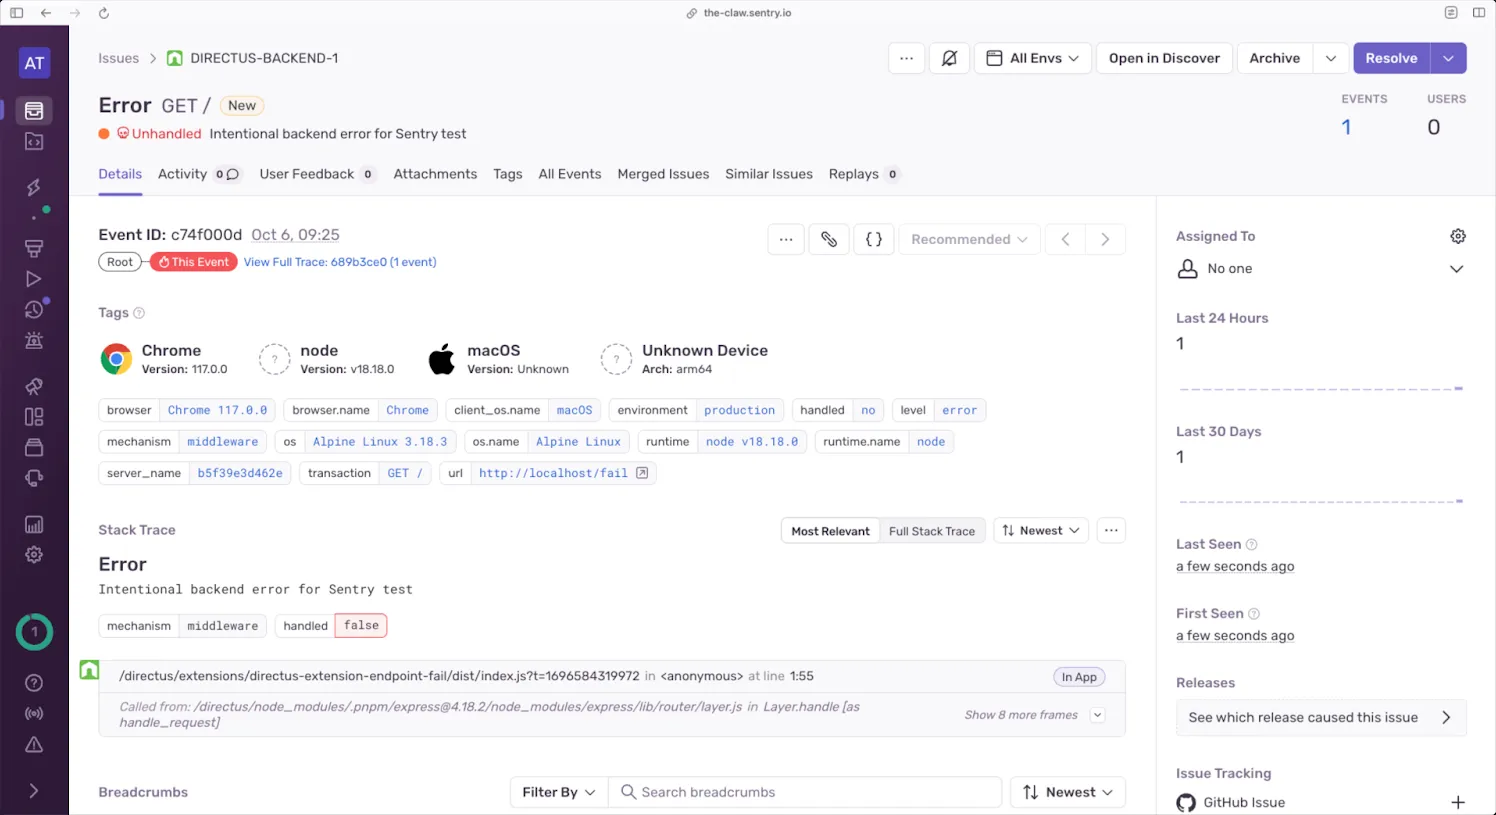 the-claw.sentry.io
AT
Issues > DIRECTUS-BACKEND-1
... All Envs Open in Discover Archive Resolve
Error GET / New
EVENTS USERS
1 0
Unhandled Intentional backend error for Sentry test
Details Activity 0 User Feedback 0 Attachments Tags All Events Merged Issues Similar Issues Replays 0
Event ID: c74f000d Oct 6, 09:25
... {} Recommended < >
Root This Event View Full Trace: 689b3ce0 (1 event)
Tags ?
Chrome
Version: 117.0.0
? node
Version: v18.18.0
macOS
Version: Unknown
? Unknown Device
Arch: arm64
browser Chrome 117.0.0 browser.name Chrome client_os.name macOS environment production handled no level error
mechanism middleware os Alpine Linux 3.18.3 os.name Alpine Linux runtime node v18.18.0 runtime.name node
server_name b5f39e3d462e transaction GET / url http://localhost/fail
Stack Trace
Most Relevant Full Stack Trace Newest ...
Error
Intentional backend error for Sentry test
mechanism middleware handled false
/directus/extensions/directus-extension-endpoint-fail/dist/index.js?t=1696584319972 in <anonymous> at line 1:55 In App
Called from: /directus/node_modules/.pnpm/express@4.18.2/node_modules/express/lib/router/layer.js in Layer.handle [as
handle_request]
Show 8 more frames
Breadcrumbs
Filter By Search breadcrumbs Newest
Assigned To
No one
Last 24 Hours
1
Last 30 Days
1
Last Seen ?
a few seconds ago
First Seen ?
a few seconds ago
Releases
See which release caused this issue >
Issue Tracking
GitHub Issue +
1
?